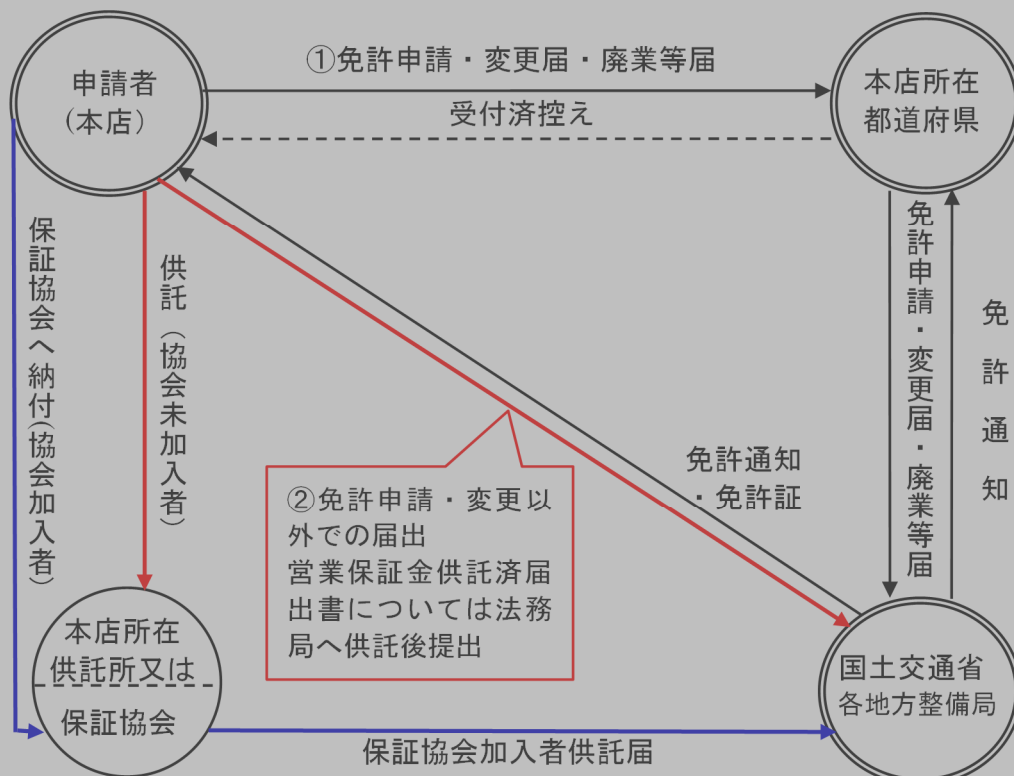 ①免許申請・変更届・廃業等届
申請者
(本店)
受付済控え
本店所在
都道府県
保証協会へ納付(協会加入者)
供託(協会未加入者)
免許申請・変更届・廃業等届
免許通知
免許通知
・免許証
②免許申請・変更以
外での届出
営業保証金供託済届
出書については法務
局へ供託後提出
本店所在
供託所又は
保証協会
国土交通省
各地方整備局
保証協会加入者供託届